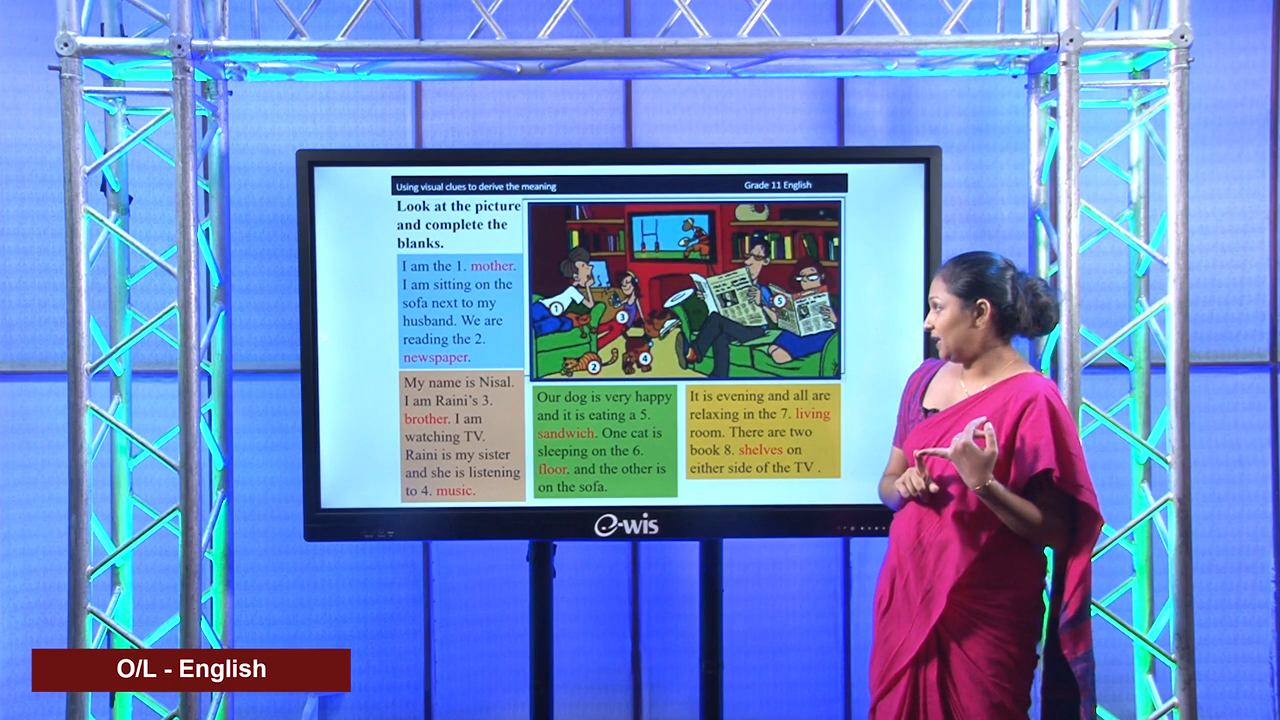 Using visual clues to derive the meaning
Grade 11 English
Look at the picture
and complete the
blanks.
I am the 1. mother.
I am sitting on the
sofa next to my
husband. We are
reading the 2.
newspaper.
My name is Nisal.
I am Raini's 3.
brother. I am
watching TV.
Raini is my sister
and she is listening
to 4. music.
Our dog is very happy
and it is eating a 5.
sandwich. One cat is
sleeping on the 6.
floor. and the other is
on the sofa.
It is evening and all are
relaxing in the 7. living
room. There are two
book 8. shelves on
either side of the TV .
1
2
3
4
5
e-wis
O/L - English